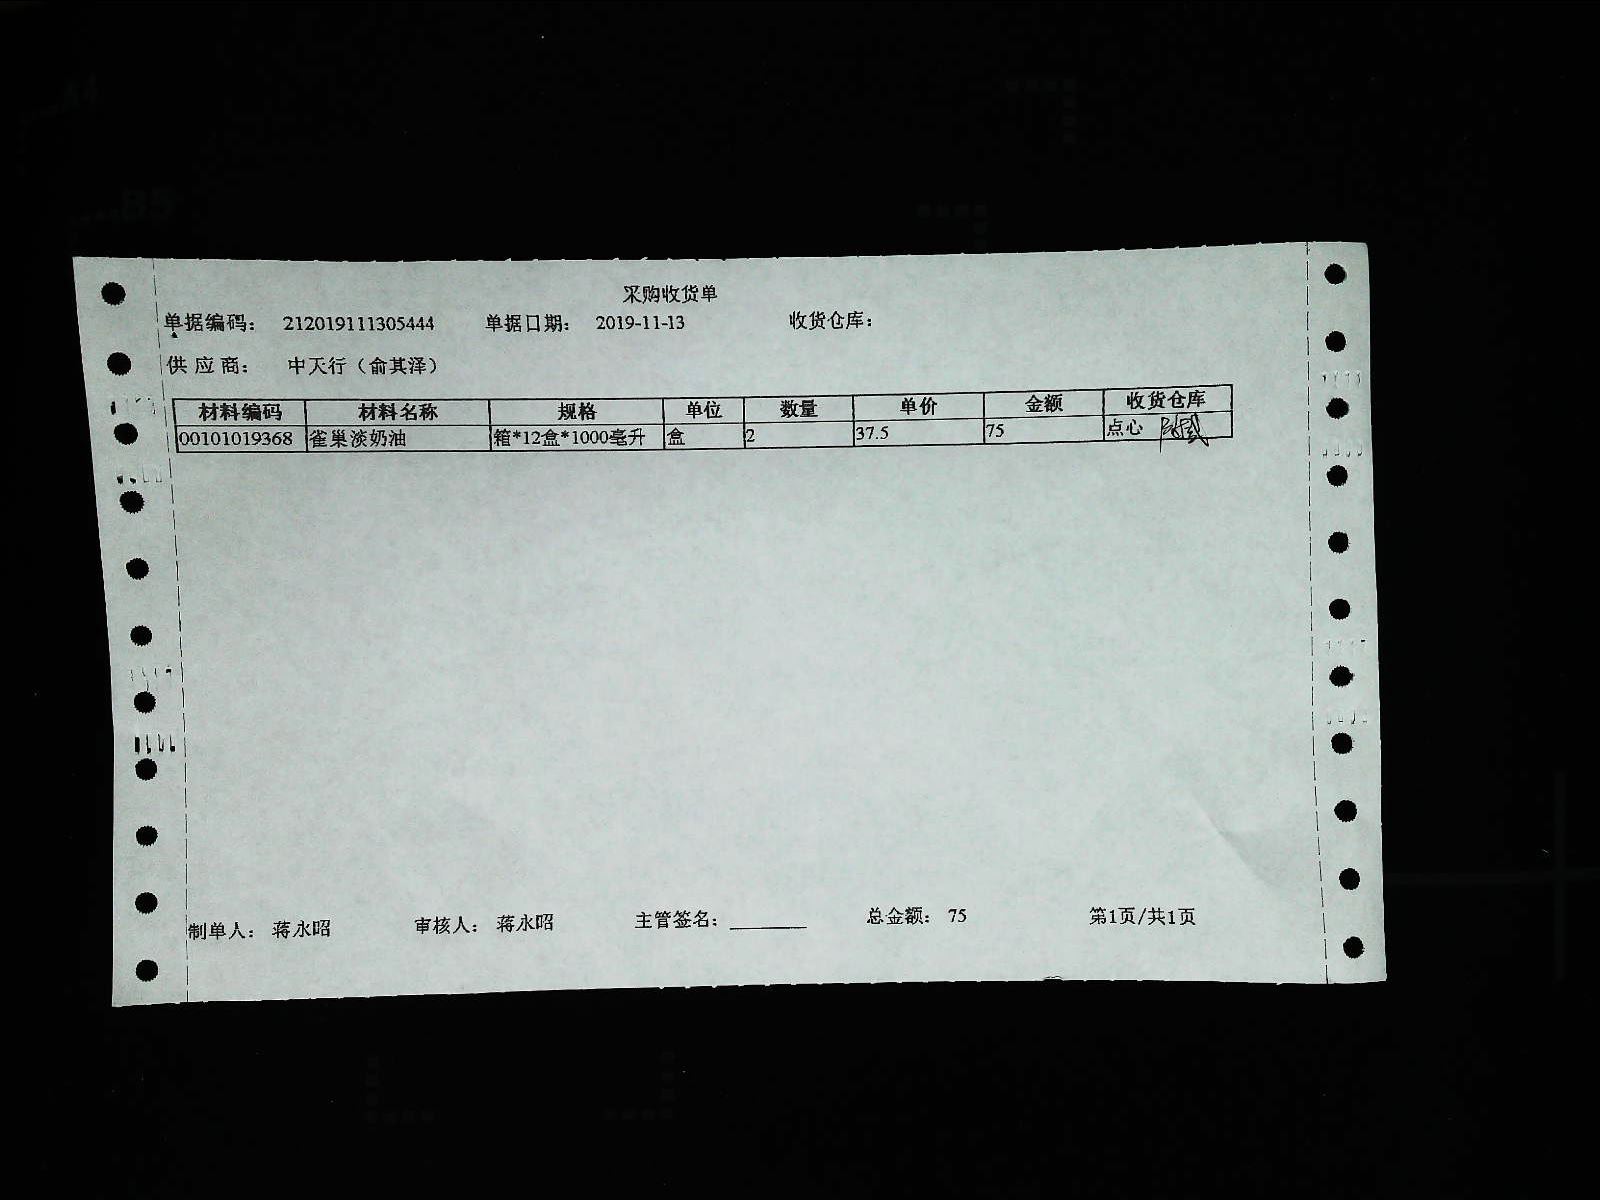 采购收货单
单据编码： 212019111305444 单据日期： 2019-11-13 收货仓库：
供 应 商： 中天行（俞其泽）
材料编码 材料名称 规格 单位 数量 单价 金额 收货仓库
00101019368 雀巢淡奶油 箱*12盒*1000毫升 盒 2 37.5 75 点心
制单人： 蒋永昭 审核人： 蒋永昭 主管签名： 总金额： 75 第1页/共1页